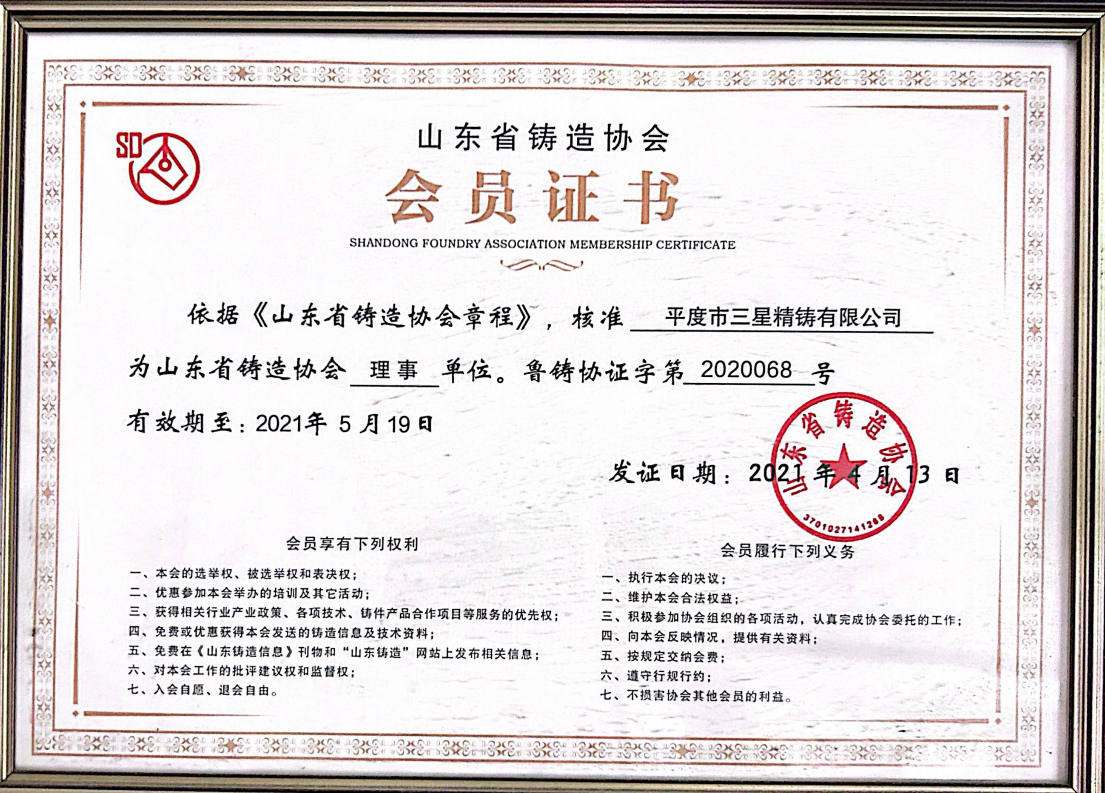 SD
山东省铸造协会
会员证书
SHANDONG FOUNDRY ASSOCIATION MEMBERSHIP CERTIFICATE
依据《山东省铸造协会章程》，核准 平度市三星精铸有限公司
为山东省铸造协会 理事 单位。鲁铸协证字第 2020068 号
有效期至：2021年 5 月19日
发证日期：2021 年 4 月 13 日
山东省铸造协会
3701027141268
会员享有下列权利
一、本会的选举权、被选举权和表决权；
二、优惠参加本会举办的培训及其它活动；
三、获得相关行业产业政策、各项技术、铸件产品合作项目等服务的优先权；
四、免费或优惠获得本会发送的铸造信息及技术资料；
五、免费在《山东铸造信息》刊物和“山东铸造”网站上发布相关信息；
六、对本会工作的批评建议权和监督权；
七、入会自愿、退会自由。
会员履行下列义务
一、执行本会的决议；
二、维护本会合法权益；
三、积极参加协会组织的各项活动，认真完成协会委托的工作；
四、向本会反映情况，提供有关资料；
五、按规定交纳会费；
六、遵守行规行约；
七、不损害协会其他会员的利益。